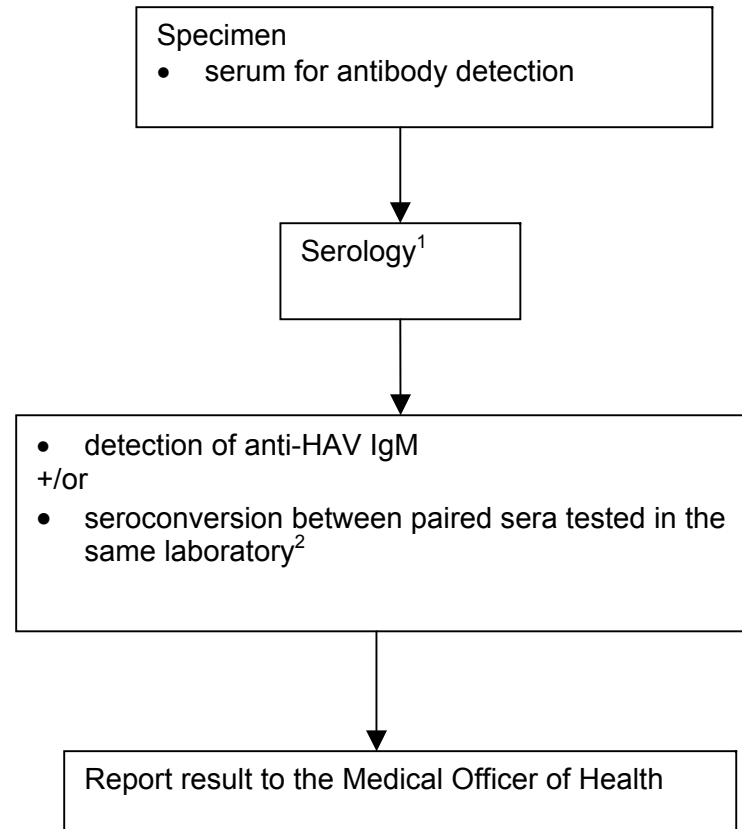 Specimen
• serum for antibody detection
Serology¹
• detection of anti-HAV IgM
+/or
• seroconversion between paired sera tested in the
same laboratory²
Report result to the Medical Officer of Health